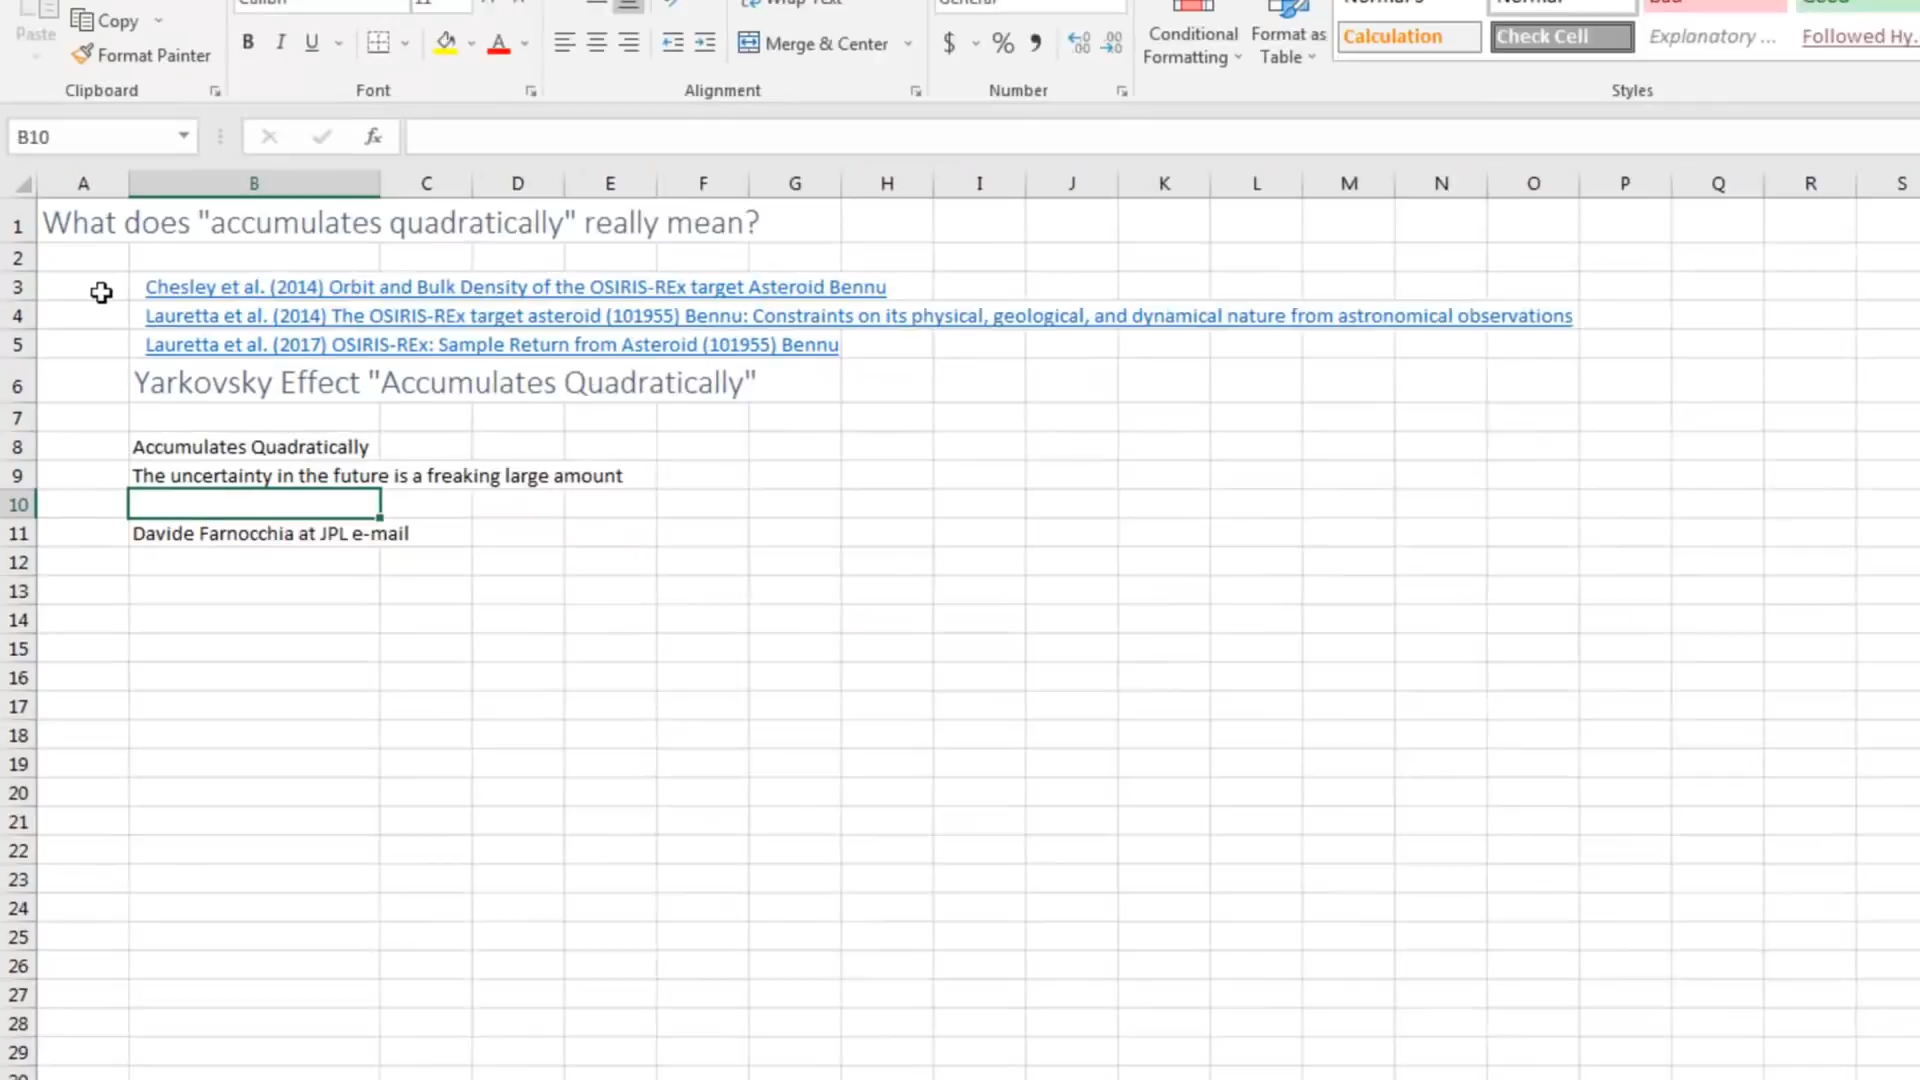 Paste
Copy
Format Painter
Clipboard
B I U
A
Font
Merge & Center
Alignment
$ % ,
Number
Conditional
Formatting
Format as
Table
Calculation
Check Cell
Explanatory ...
Followed Hy...
Styles
B10
fx
A B C D E F G H I J K L M N O P Q R S
1 What does "accumulates quadratically" really mean?
2
3 Chesley et al. (2014) Orbit and Bulk Density of the OSIRIS-REx target Asteroid Bennu
4 Lauretta et al. (2014) The OSIRIS-REx target asteroid (101955) Bennu: Constraints on its physical, geological, and dynamical nature from astronomical observations
5 Lauretta et al. (2017) OSIRIS-REx: Sample Return from Asteroid (101955) Bennu
6 Yarkovsky Effect "Accumulates Quadratically"
7
8 Accumulates Quadratically
9 The uncertainty in the future is a freaking large amount
10
11 Davide Farnocchia at JPL e-mail
12
13
14
15
16
17
18
19
20
21
22
23
24
25
26
27
28
29